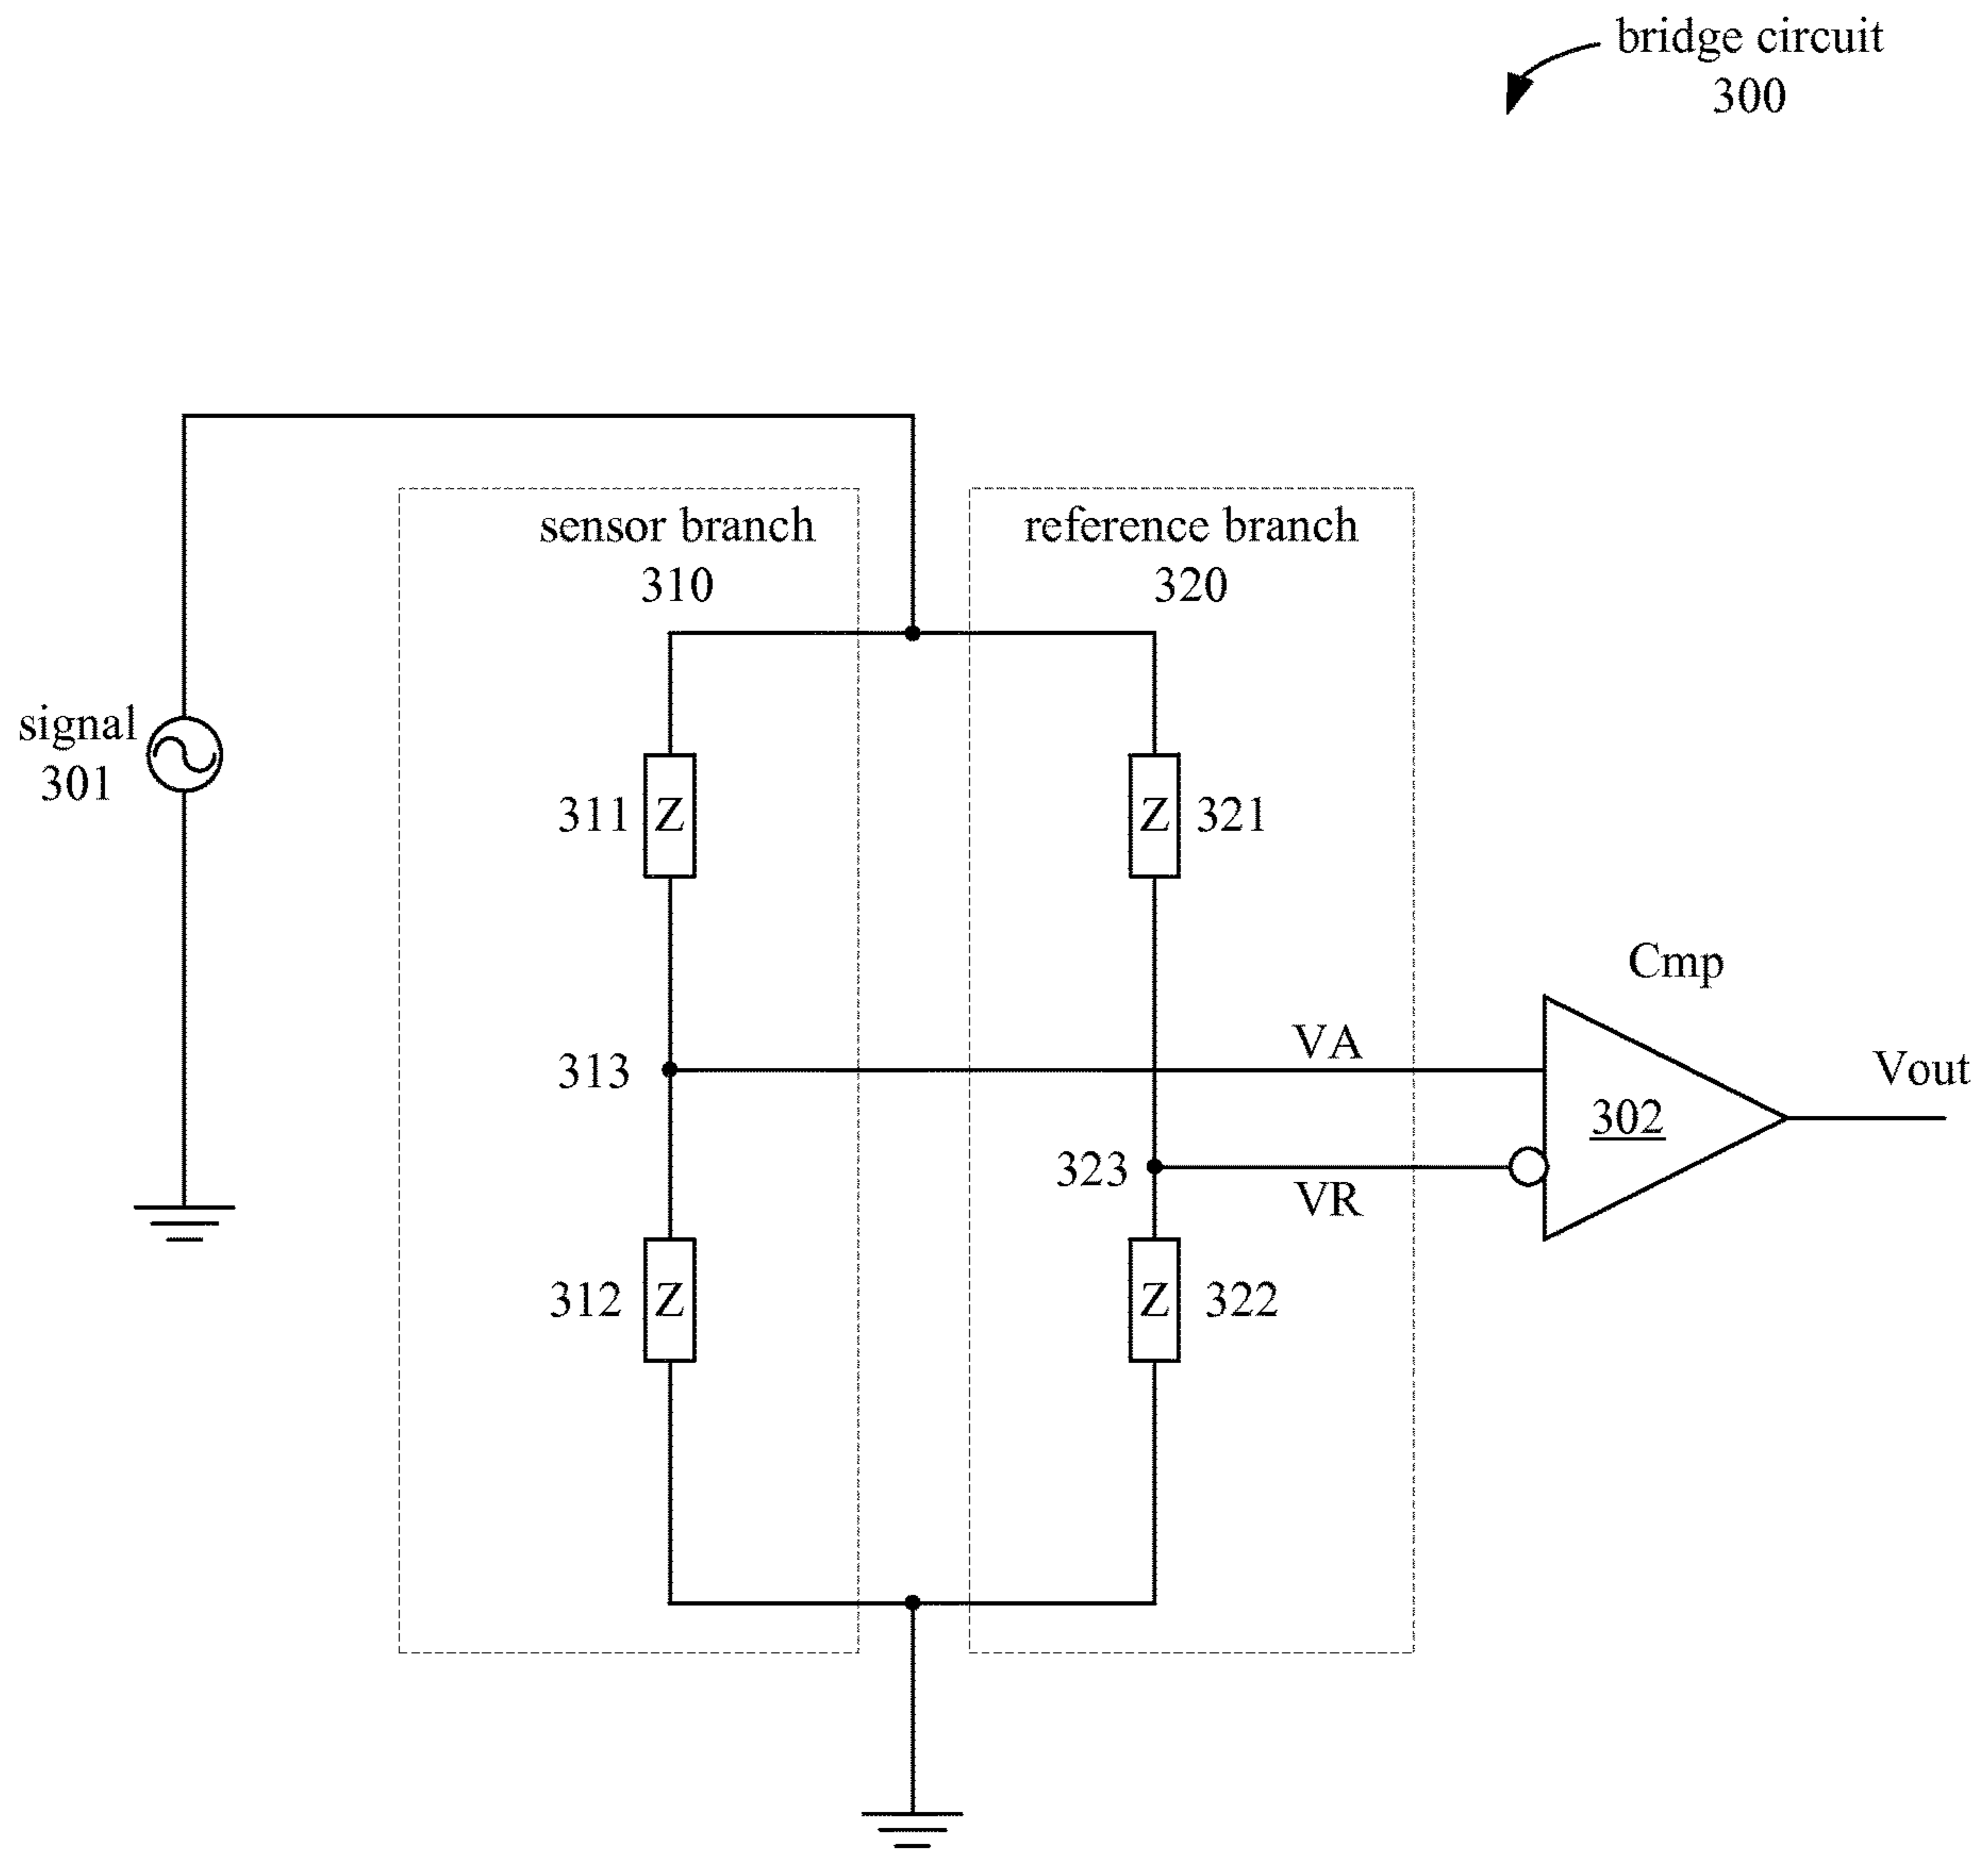 bridge circuit
300
sensor branch
310
reference branch
320
signal
301
311
Z
Z
321
Cmp
VA
Vout
313
302
323
VR
312
Z
Z
322